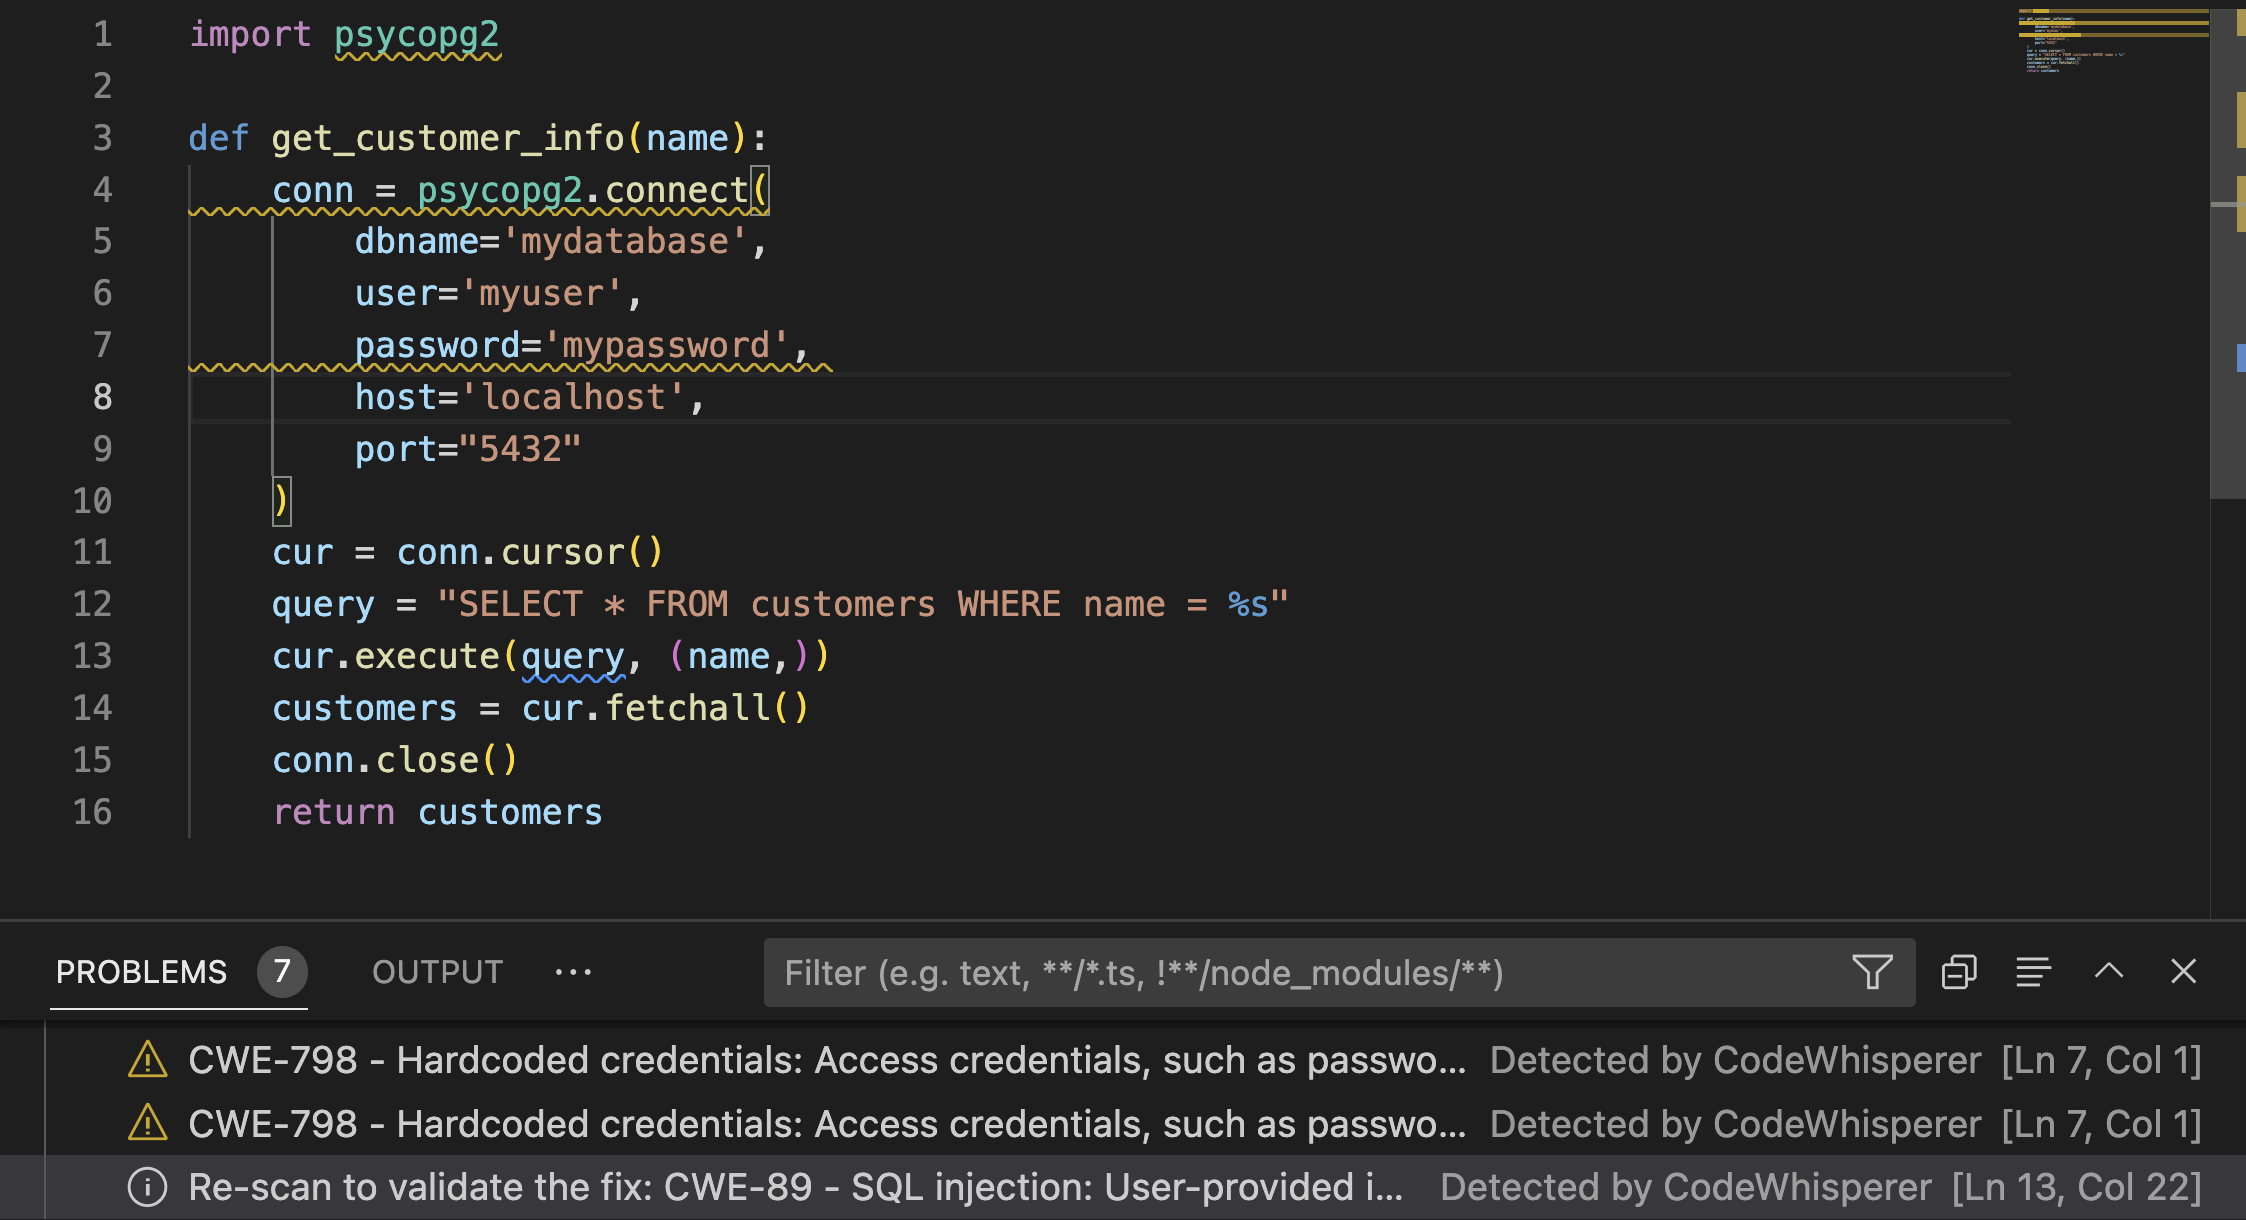 1 import psycopg2
2
3 def get_customer_info(name):
4 conn = psycopg2.connect(
5 dbname='mydatabase',
6 user='myuser',
7 password='mypassword',
8 host='localhost',
9 port="5432"
10 )
11 cur = conn.cursor()
12 query = "SELECT * FROM customers WHERE name = %s"
13 cur.execute(query, (name,))
14 customers = cur.fetchall()
15 conn.close()
16 return customers
PROBLEMS 7 OUTPUT ··· Filter (e.g. text, **/*.ts, !**/node_modules/**)
CWE-798 - Hardcoded credentials: Access credentials, such as passwo... Detected by CodeWhisperer [Ln 7, Col 1]
CWE-798 - Hardcoded credentials: Access credentials, such as passwo... Detected by CodeWhisperer [Ln 7, Col 1]
Re-scan to validate the fix: CWE-89 - SQL injection: User-provided i... Detected by CodeWhisperer [Ln 13, Col 22]